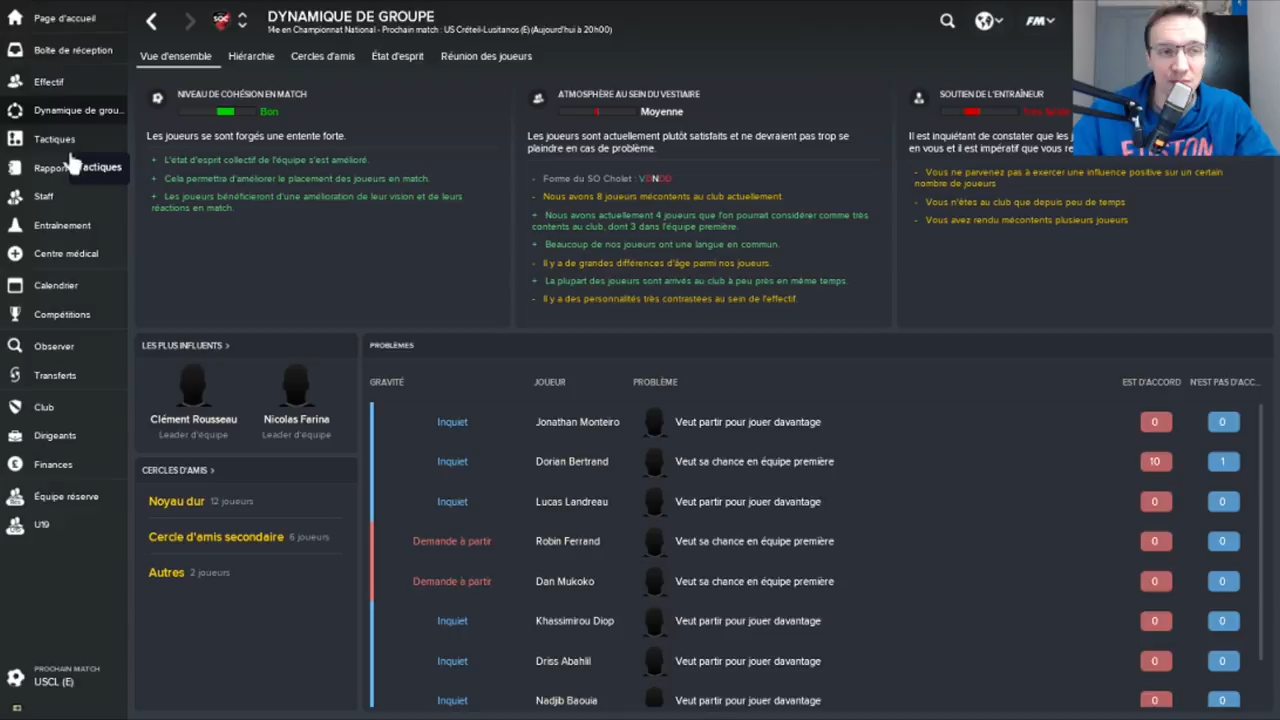 Page d'accueil
Boîte de réception
Effectif
Dynamique de grou...
Tactiques
Rappor
Tactiques
Staff
Entraînement
Centre médical
Calendrier
Compétitions
Observer
Transferts
Club
Dirigeants
Finances
Équipe réserve
U19
PROCHAIN MATCH
USCL (E)
SOC
DYNAMIQUE DE GROUPE
14e en Championnat National - Prochain match : US Créteil-Lusitanos (E) (Aujourd'hui à 20h00)
FM
Vue d'ensemble
Hiérarchie
Cercles d'amis
État d'esprit
Réunion des joueurs
NIVEAU DE COHÉSION EN MATCH
Bon
Les joueurs se sont forgés une entente forte.
+ L'état d'esprit collectif de l'équipe s'est amélioré.
+ Cela permettra d'améliorer le placement des joueurs en match.
+ Les joueurs bénéficieront d'une amélioration de leur vision et de leurs
réactions en match.
ATMOSPHÈRE AU SEIN DU VESTIAIRE
Moyenne
Les joueurs sont actuellement plutôt satisfaits et ne devraient pas trop se
plaindre en cas de problème.
- Forme du SO Cholet : VDNDD
- Nous avons 8 joueurs mécontents au club actuellement.
+ Nous avons actuellement 4 joueurs que l'on pourrait considérer comme très
contents au club, dont 3 dans l'équipe première.
+ Beaucoup de nos joueurs ont une langue en commun.
- Il y a de grandes différences d'âge parmi nos joueurs.
+ La plupart des joueurs sont arrivés au club à peu près en même temps.
- Il y a des personnalités très contrastées au sein de l'effectif.
SOUTIEN DE L'ENTRAÎNEUR
Il est inquiétant de constater que les j
en vous et il est impératif que vous re
- Vous ne parvenez pas à exercer une influence positive sur un certain
nombre de joueurs
- Vous n'êtes au club que depuis peu de temps
- Vous avez rendu mécontents plusieurs joueurs
LES PLUS INFLUENTS >
Clément Rousseau
Leader d'équipe
Nicolas Farina
Leader d'équipe
CERCLES D'AMIS >
Noyau dur 12 joueurs
Cercle d'amis secondaire 6 joueurs
Autres 2 joueurs
PROBLÈMES
GRAVITÉ JOUEUR PROBLÈME EST D'ACCORD N'EST PAS D'ACC...
Inquiet Jonathan Monteiro Veut partir pour jouer davantage 0 0
Inquiet Dorian Bertrand Veut sa chance en équipe première 10 1
Inquiet Lucas Landreau Veut partir pour jouer davantage 0 0
Demande à partir Robin Ferrand Veut sa chance en équipe première 0 0
Demande à partir Dan Mukoko Veut sa chance en équipe première 0 0
Inquiet Khassimirou Diop Veut partir pour jouer davantage 0 0
Inquiet Driss Abahlil Veut partir pour jouer davantage 0 0
Inquiet Nadjib Baouia Veut partir pour jouer davantage 0 0